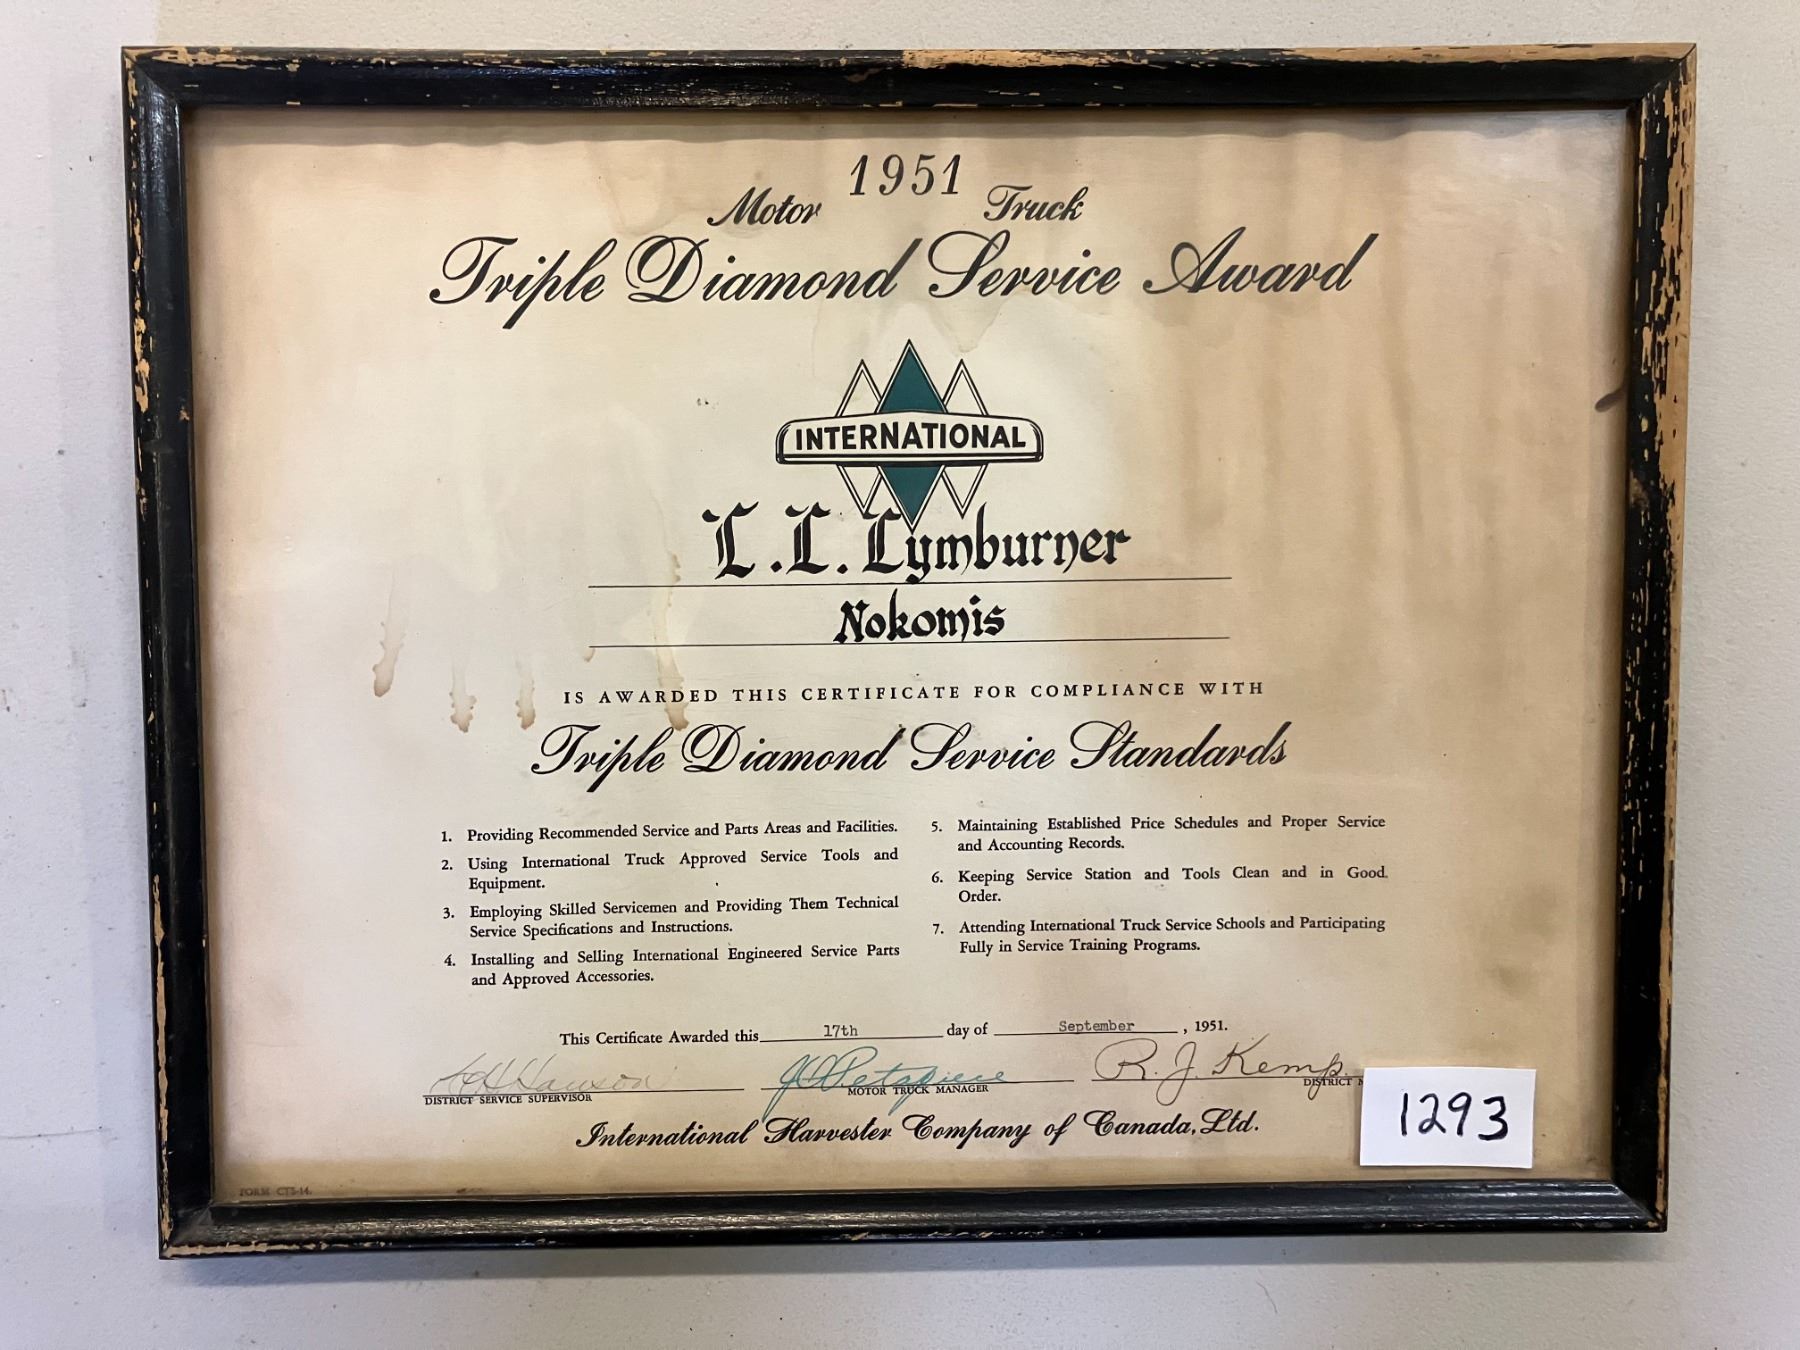 1951
Motor Truck
Triple Diamond Service Award
INTERNATIONAL
L. L. Lymburner
Nokomis
IS AWARDED THIS CERTIFICATE FOR COMPLIANCE WITH
Triple Diamond Service Standards
1. Providing Recommended Service and Parts Areas and Facilities.
2. Using International Truck Approved Service Tools and
Equipment.
3. Employing Skilled Servicemen and Providing Them Technical
Service Specifications and Instructions.
4. Installing and Selling International Engineered Service Parts
and Approved Accessories.
5. Maintaining Established Price Schedules and Proper Service
and Accounting Records.
6. Keeping Service Station and Tools Clean and in Good
Order.
7. Attending International Truck Service Schools and Participating
Fully in Service Training Programs.
This Certificate Awarded this 17th day of September, 1951.
R. J. Kemp
DISTRICT SERVICE SUPERVISOR MOTOR TRUCK MANAGER DISTRICT
International Harvester Company of Canada, Ltd.
1293
FORM CTS-14.